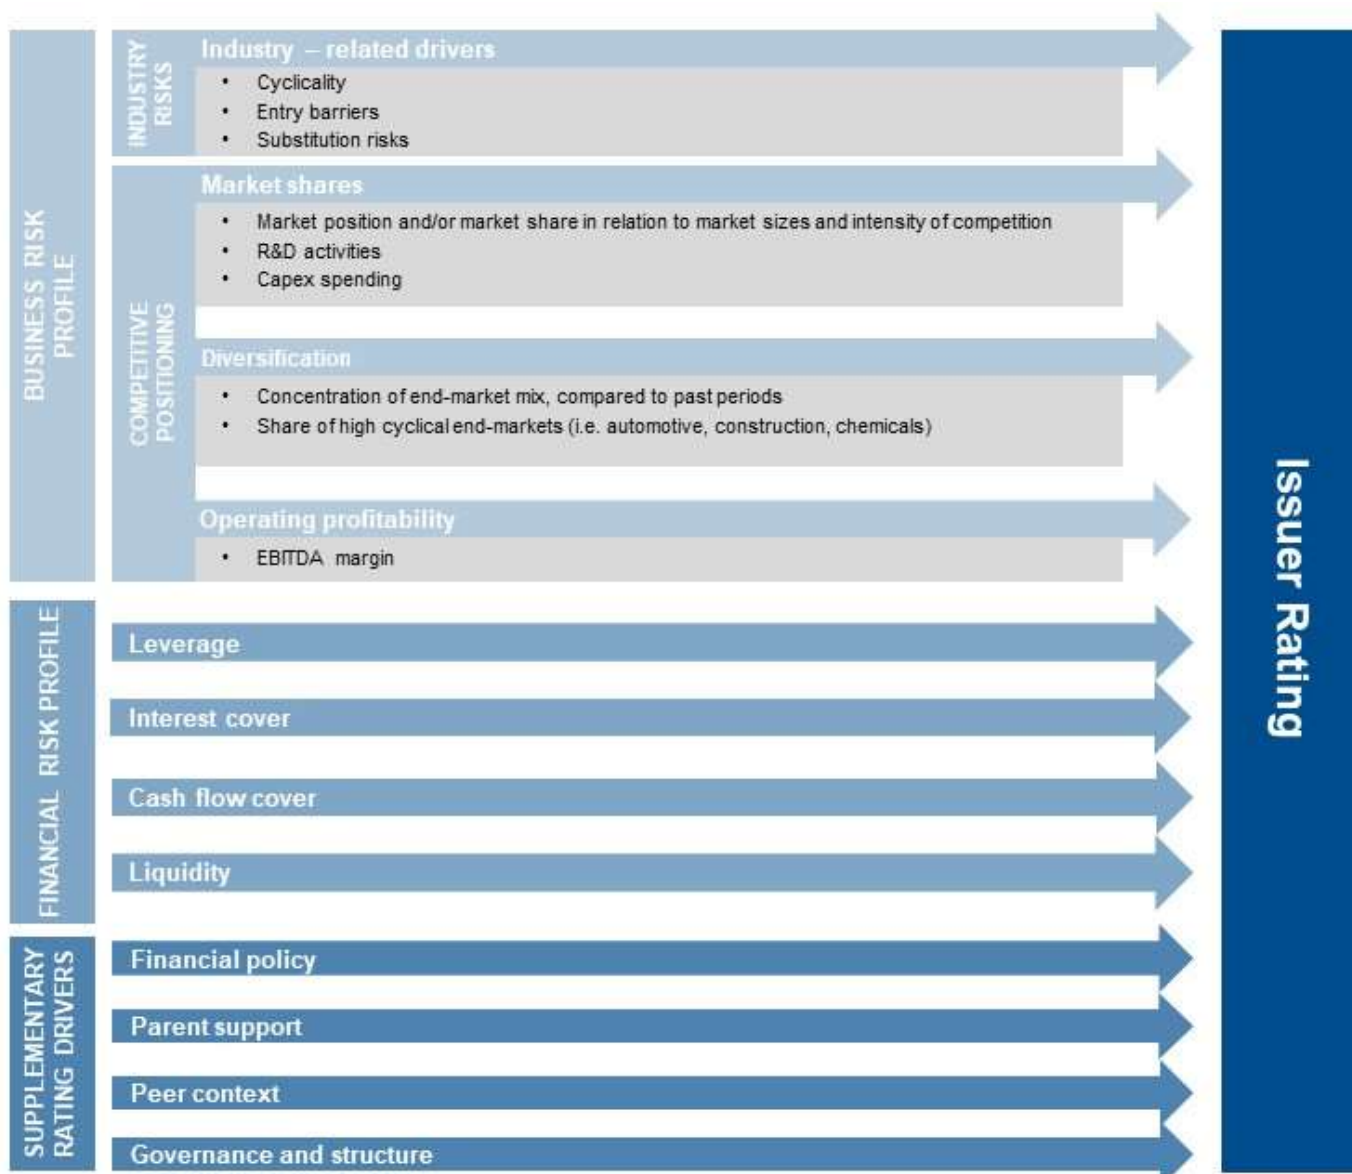 BUSINESS RISK
PROFILE
INDUSTRY
RISKS
Industry – related drivers
• Cyclicality
• Entry barriers
• Substitution risks
COMPETITIVE
POSITIONING
Market shares
• Market position and/or market share in relation to market sizes and intensity of competition
• R&D activities
• Capex spending
Diversification
• Concentration of end-market mix, compared to past periods
• Share of high cyclical end-markets (i.e. automotive, construction, chemicals)
Operating profitability
• EBITDA margin
FINANCIAL RISK PROFILE
Leverage
Interest cover
Cash flow cover
Liquidity
SUPPLEMENTARY
RATING DRIVERS
Financial policy
Parent support
Peer context
Governance and structure
Issuer Rating